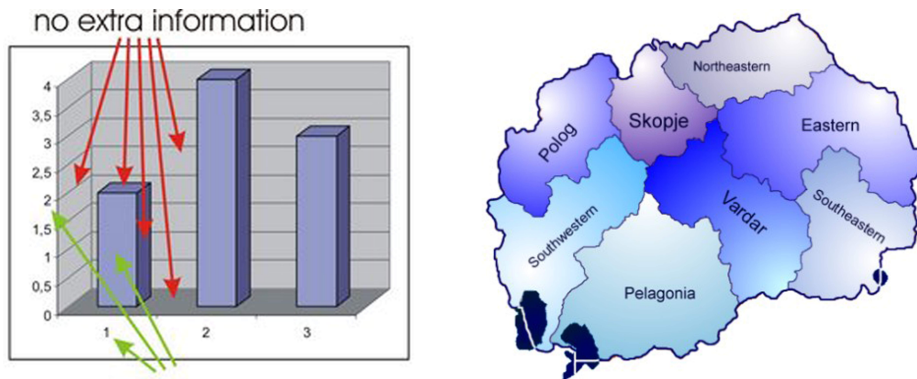 no extra information
4
3,5
3
2,5
2
1,5
1
0,5
0
1
2
3
Northeastern
Skopje
Eastern
Polog
Vardar
Southeastern
Southwestern
Pelagonia